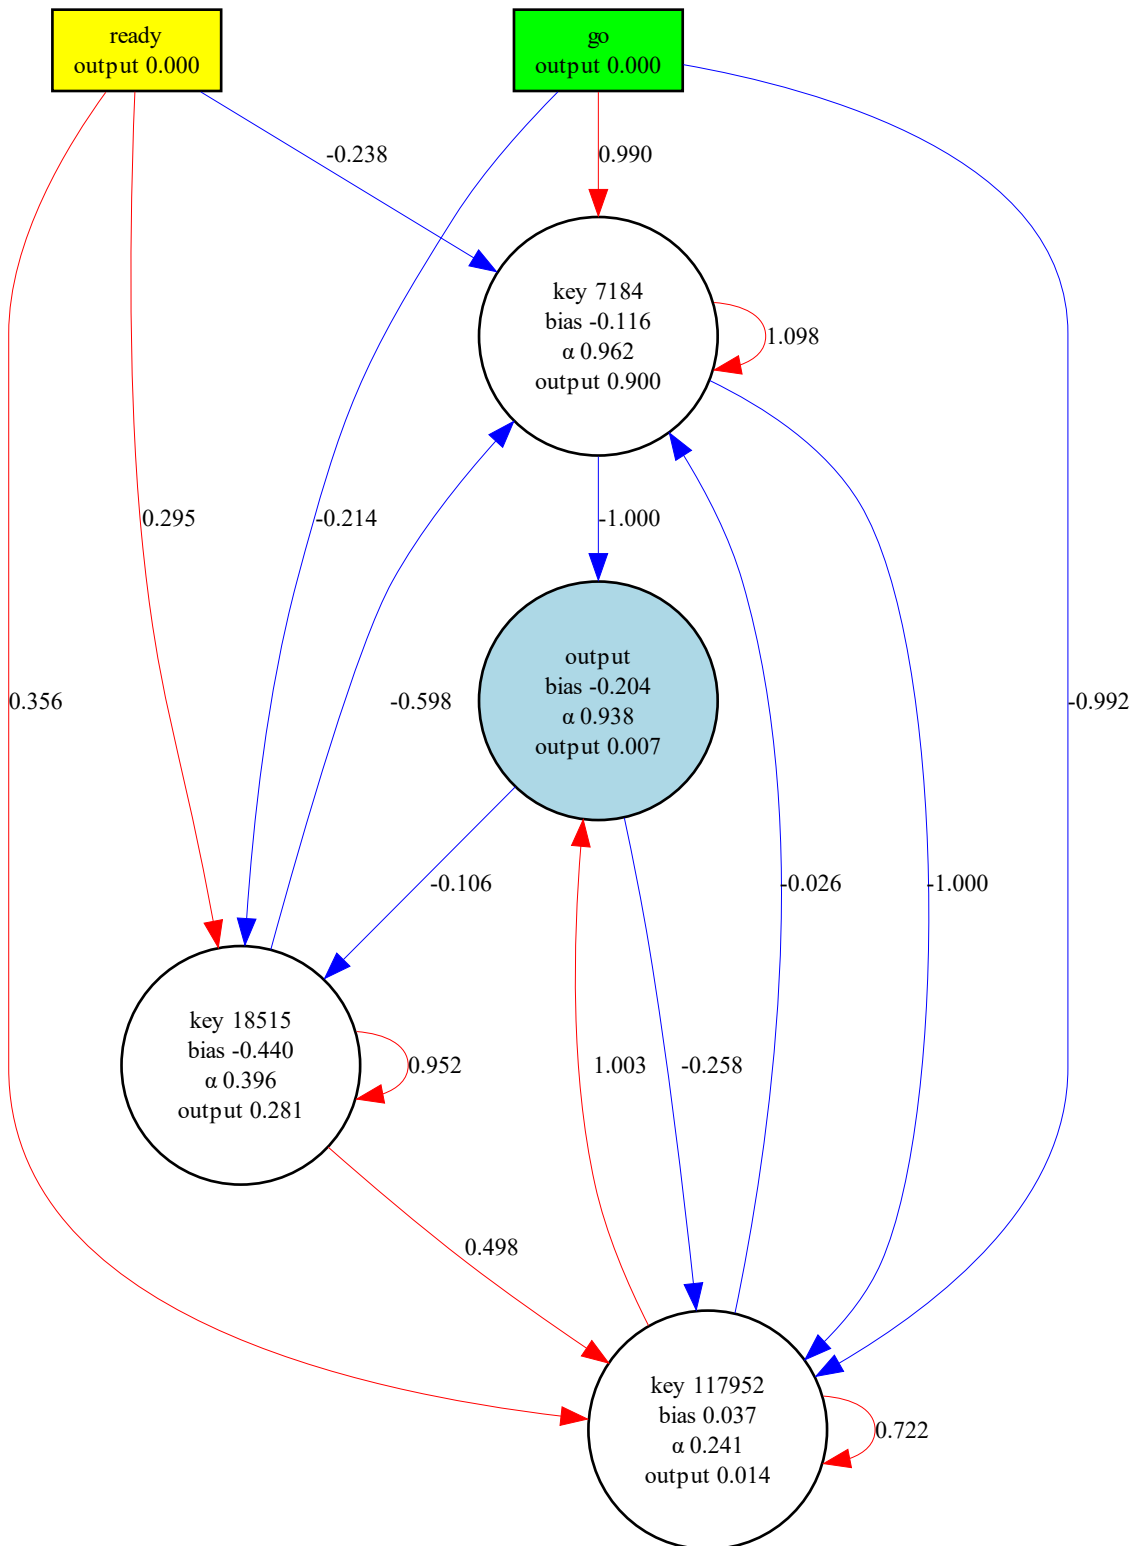 ready
output 0.000
go
output 0.000
-0.238
0.990
key 7184
bias -0.116
α 0.962
output 0.900
1.098
0.295
-0.214
-1.000
output
bias -0.204
α 0.938
output 0.007
0.356
-0.598
-0.992
-0.106
-0.026
-1.000
key 18515
bias -0.440
α 0.396
output 0.281
0.952
1.003
-0.258
0.498
key 117952
bias 0.037
α 0.241
output 0.014
0.722